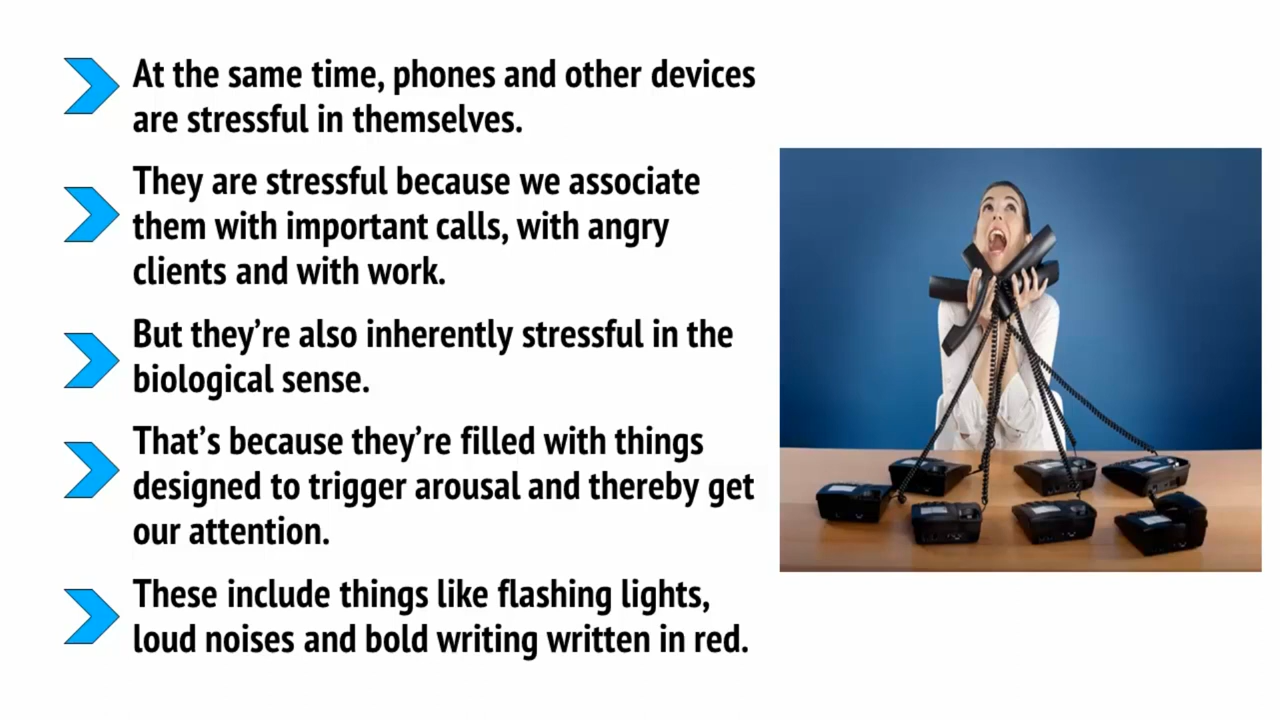 At the same time, phones and other devices
are stressful in themselves.
They are stressful because we associate
them with important calls, with angry
clients and with work.
But they’re also inherently stressful in the
biological sense.
That’s because they’re filled with things
designed to trigger arousal and thereby get
our attention.
These include things like flashing lights,
loud noises and bold writing written in red.